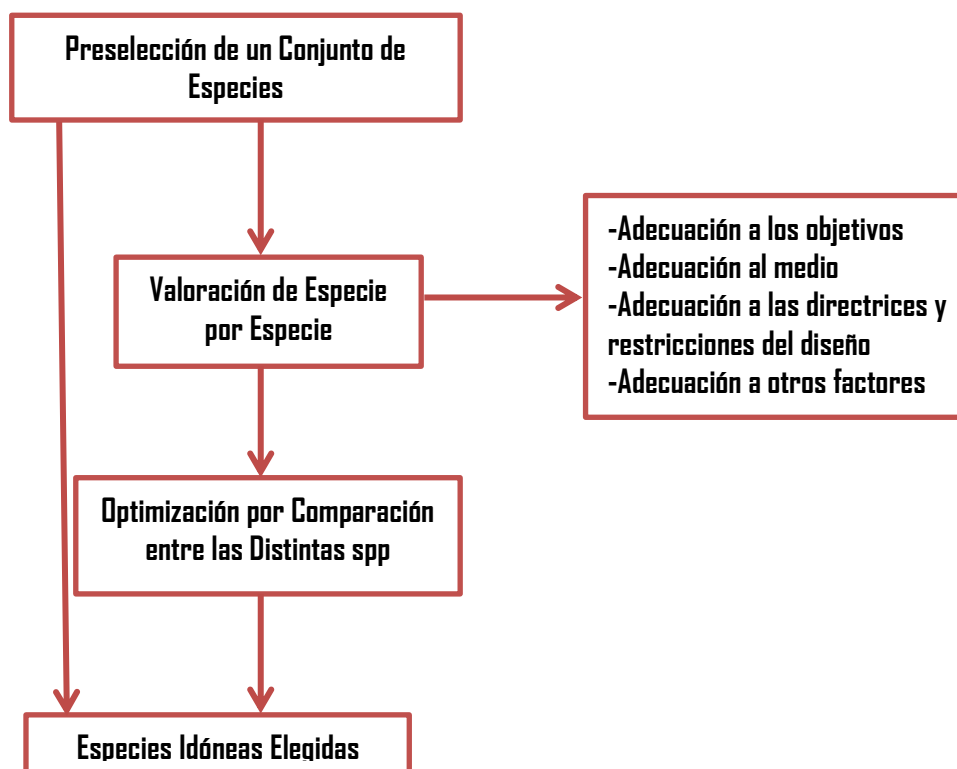 Preselección de un Conjunto de
Especies
Valoración de Especie
por Especie
-Adecuación a los objetivos
-Adecuación al medio
-Adecuación a las directrices y
restricciones del diseño
-Adecuación a otros factores
Optimización por Comparación
entre las Distintas spp
Especies Idóneas Elegidas